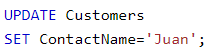 UPDATE Customers
SET ContactName='Juan';